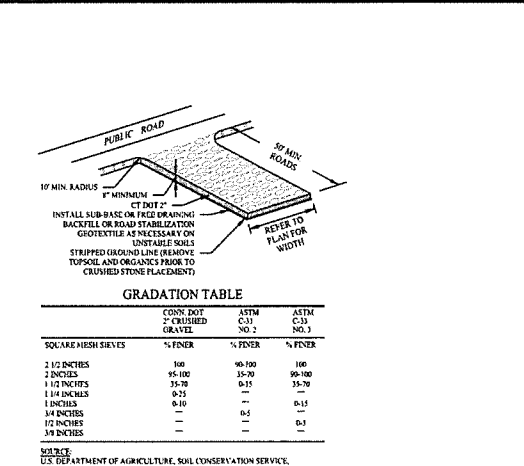 PUBLIC ROAD
50' MIN
ROADS
10' MIN. RADIUS
8" MINIMUM
CT DOT 2"
INSTALL SUB-BASE OR FREE DRAINING
BACKFILL OR ROAD STABILIZATION
GEOTEXTILE AS NECESSARY ON
UNSTABLE SOILS
STRIPPED GROUND LINE (REMOVE
TOPSOIL AND ORGANICS PRIOR TO
CRUSHED STONE PLACEMENT)
REFER TO
PLAN FOR
WIDTH
GRADATION TABLE
CONN. DOT ASTM ASTM
2" CRUSHED C-33 C-33
GRAVEL NO. 2 NO. 3
SQUARE MESH SIEVES % FINER % FINER % FINER
2 1/2 INCHES 100 90-100 100
2 INCHES 95-100 35-70 90-100
1 1/2 INCHES 35-70 0-15 35-70
1 1/4 INCHES 0-25 — —
1 INCHES 0-10 — 0-15
3/4 INCHES — 0-5 —
1/2 INCHES — — 0-5
3/8 INCHES — — —
SOURCE:
U.S. DEPARTMENT OF AGRICULTURE, SOIL CONSERVATION SERVICE,